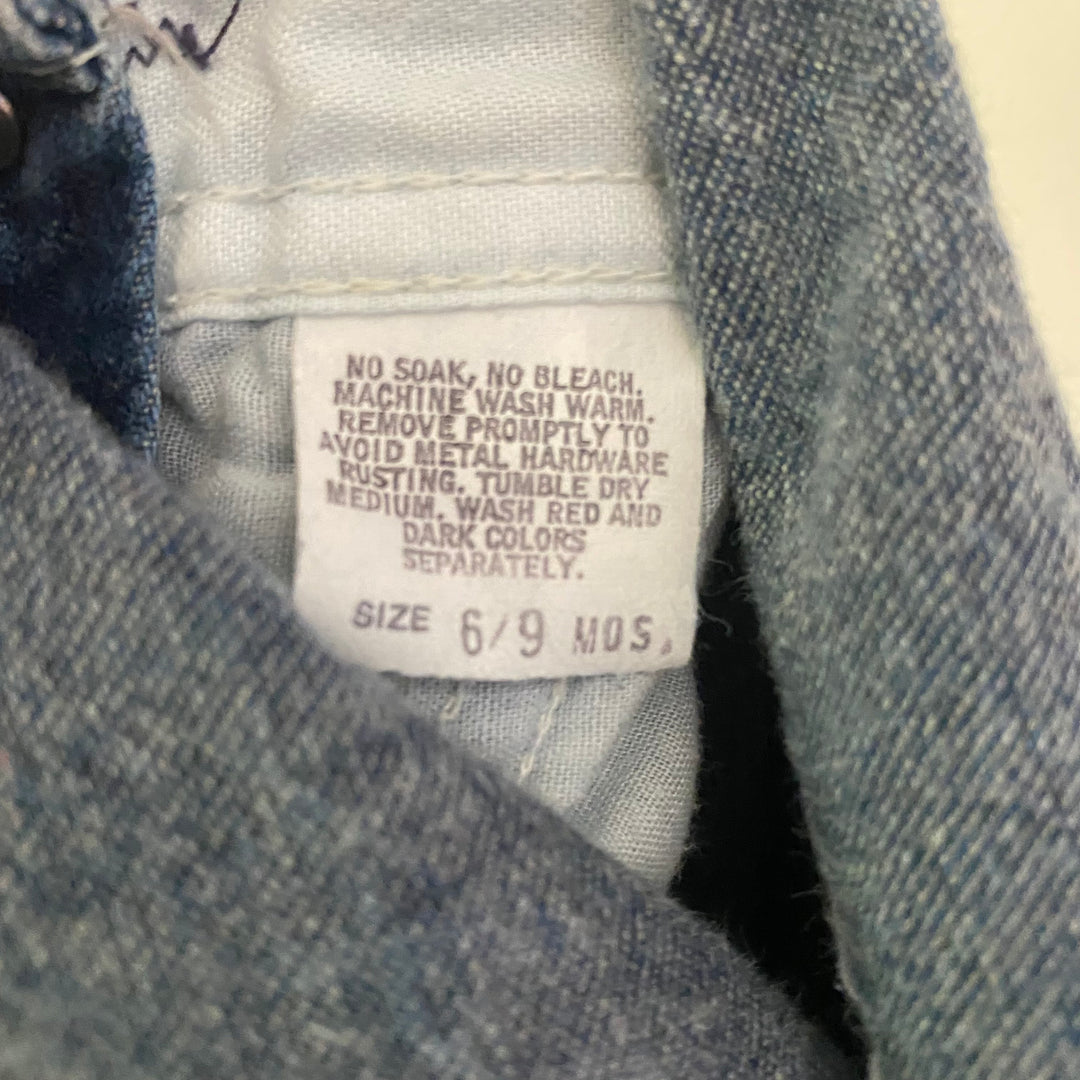 NO SOAK, NO BLEACH.
MACHINE WASH WARM.
REMOVE PROMPTLY TO
AVOID METAL HARDWARE
RUSTING. TUMBLE DRY
MEDIUM. WASH RED AND
DARK COLORS
SEPARATELY.
SIZE 6/9 MOS.